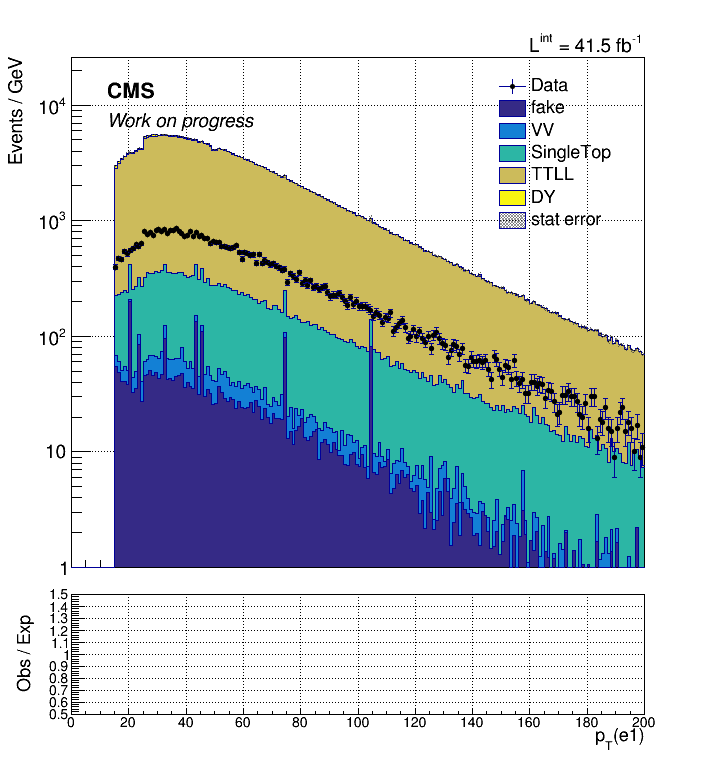 L^int = 41.5 fb^-1
Events / GeV
CMS
Work on progress
Data
fake
VV
SingleTop
TTLL
DY
stat error
10^4
10^3
10^2
10
1
Obs / Exp
1.5
1.4
1.3
1.2
1.1
1
0.9
0.8
0.7
0.6
0.5
0 20 40 60 80 100 120 140 160 180 200
p_T(e1)